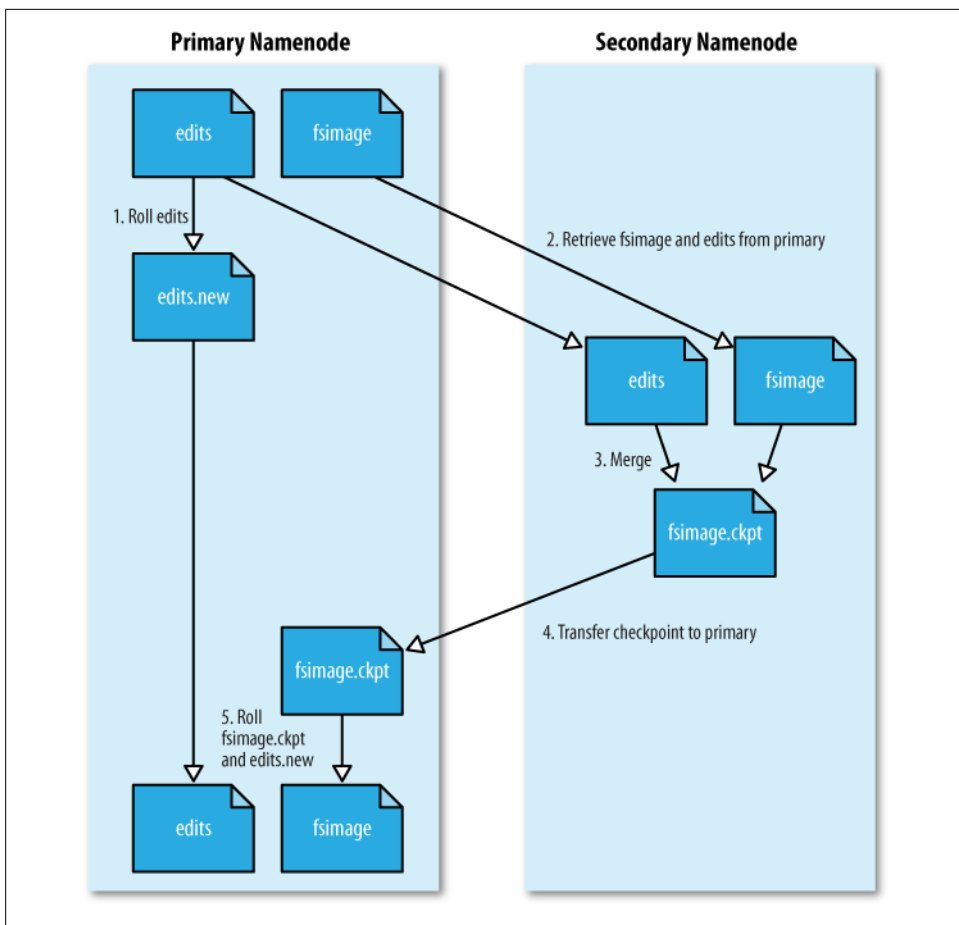 Primary Namenode
Secondary Namenode
edits
fsimage
1. Roll edits
2. Retrieve fsimage and edits from primary
edits.new
edits
fsimage
3. Merge
fsimage.ckpt
4. Transfer checkpoint to primary
fsimage.ckpt
5. Roll
fsimage.ckpt
and edits.new
edits
fsimage